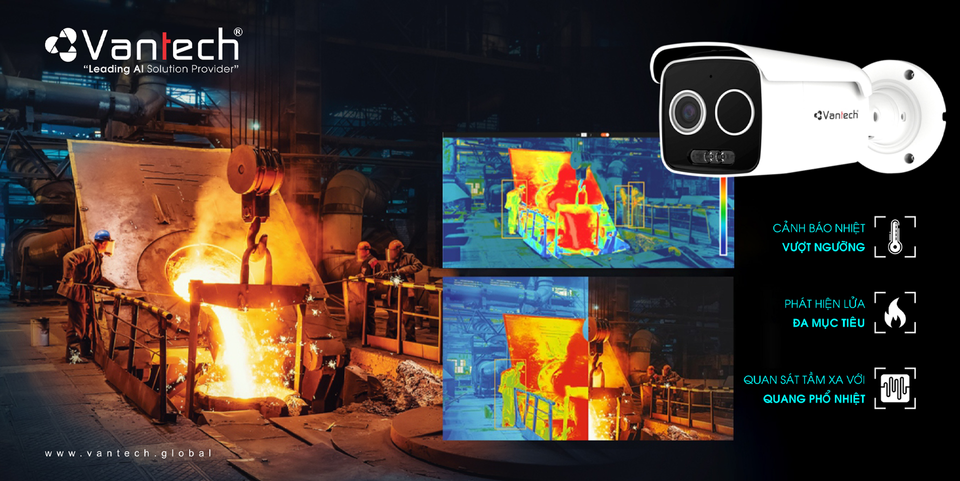 Vantech®
“Leading AI Solution Provider”
Vantech
CẢNH BÁO NHIỆT
VƯỢT NGƯỠNG
PHÁT HIỆN LỬA
ĐA MỤC TIÊU
QUAN SÁT TẦM XA VỚI
QUANG PHỔ NHIỆT
www.vantech.global